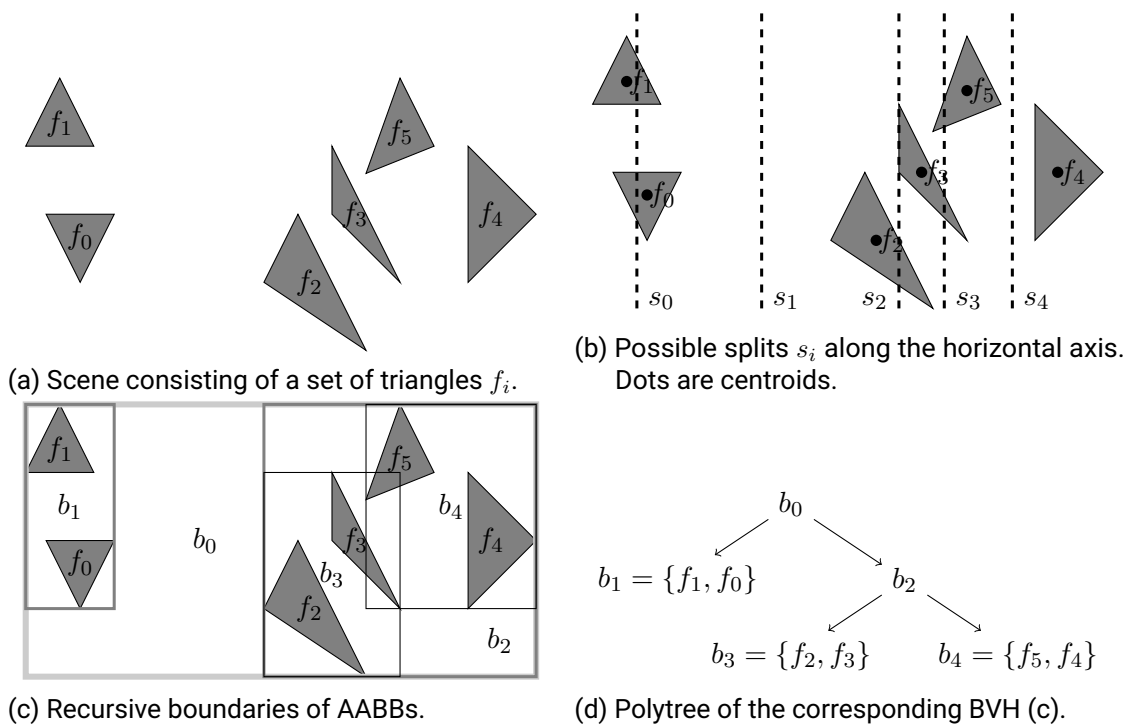 f₁
f₅
f₃
f₀
f₄
f₂
(a) Scene consisting of a set of triangles fᵢ.
f₁
f₅
f₃
f₄
f₀
f₂
s₀ s₁ s₂ s₃ s₄
(b) Possible splits sᵢ along the horizontal axis.
Dots are centroids.
f₁
f₅
b₁
b₄
b₀
f₃
f₄
f₀
b₃
f₂
b₂
(c) Recursive boundaries of AABBs.
b₀
b₁ = {f₁, f₀}
b₂
b₃ = {f₂, f₃} b₄ = {f₅, f₄}
(d) Polytree of the corresponding BVH (c).